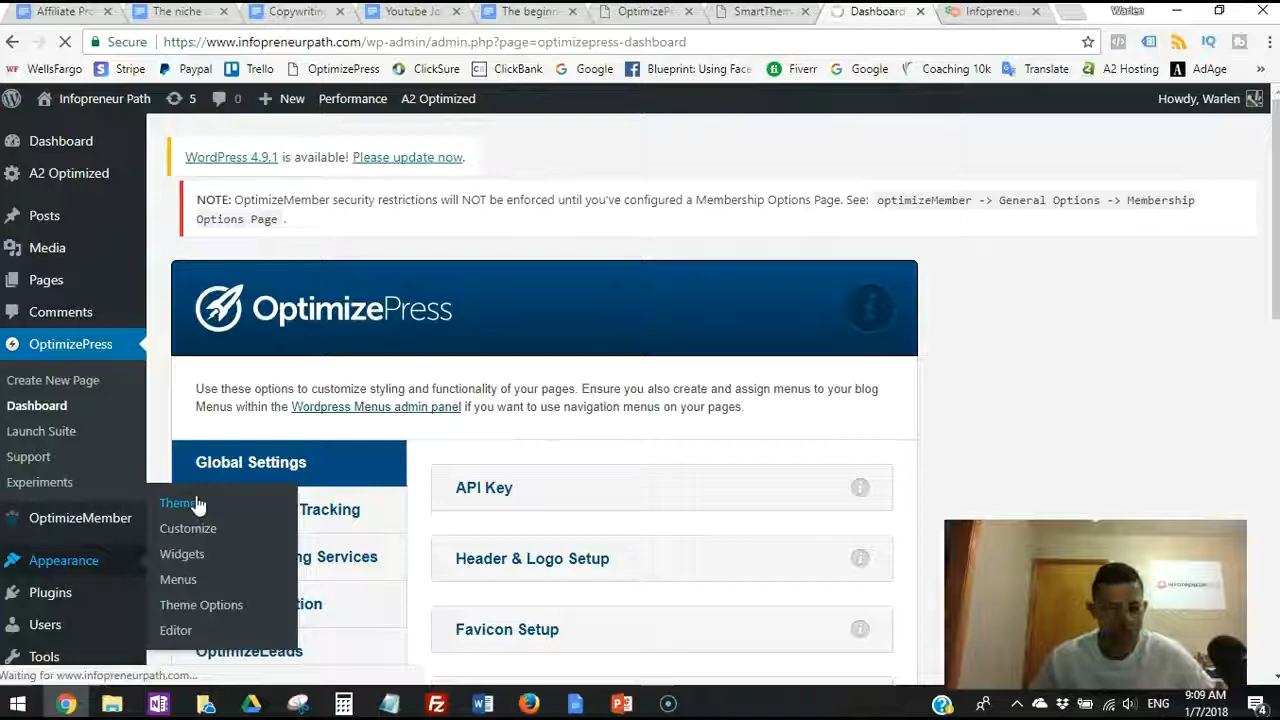 Affiliate Pro
The niche
Copywriting
Youtube Jo
The beginn
OptimizePr
SmartThem
Dashboard
Infopreneu
Warlen
Secure
https://www.infopreneurpath.com/wp-admin/admin.php?page=optimizepress-dashboard
WellsFargo
Stripe
Paypal
Trello
OptimizePress
ClickSure
ClickBank
Google
Blueprint: Using Face
Fiverr
Google
Coaching 10k
Translate
A2 Hosting
AdAge
»
Infopreneur Path
5
0
New
Performance
A2 Optimized
Howdy, Warlen
Dashboard
A2 Optimized
Posts
Media
Pages
Comments
OptimizePress
Create New Page
Dashboard
Launch Suite
Support
Experiments
OptimizeMember
Appearance
Plugins
Users
Tools
Customize
Widgets
Menus
Theme Options
Editor
WordPress 4.9.1 is available! Please update now.
NOTE: OptimizeMember security restrictions will NOT be enforced until you've configured a Membership Options Page. See: optimizeMember -> General Options -> Membership
Options Page .
OptimizePress
Use these options to customize styling and functionality of your pages. Ensure you also create and assign menus to your blog
Menus within the Wordpress Menus admin panel if you want to use navigation menus on your pages.
Global Settings
Tracking
ng Services
tion
OptimizeLeads
API Key
Header & Logo Setup
Favicon Setup
Waiting for www.infopreneurpath.com...
ENG
9:09 AM
1/7/2018
4